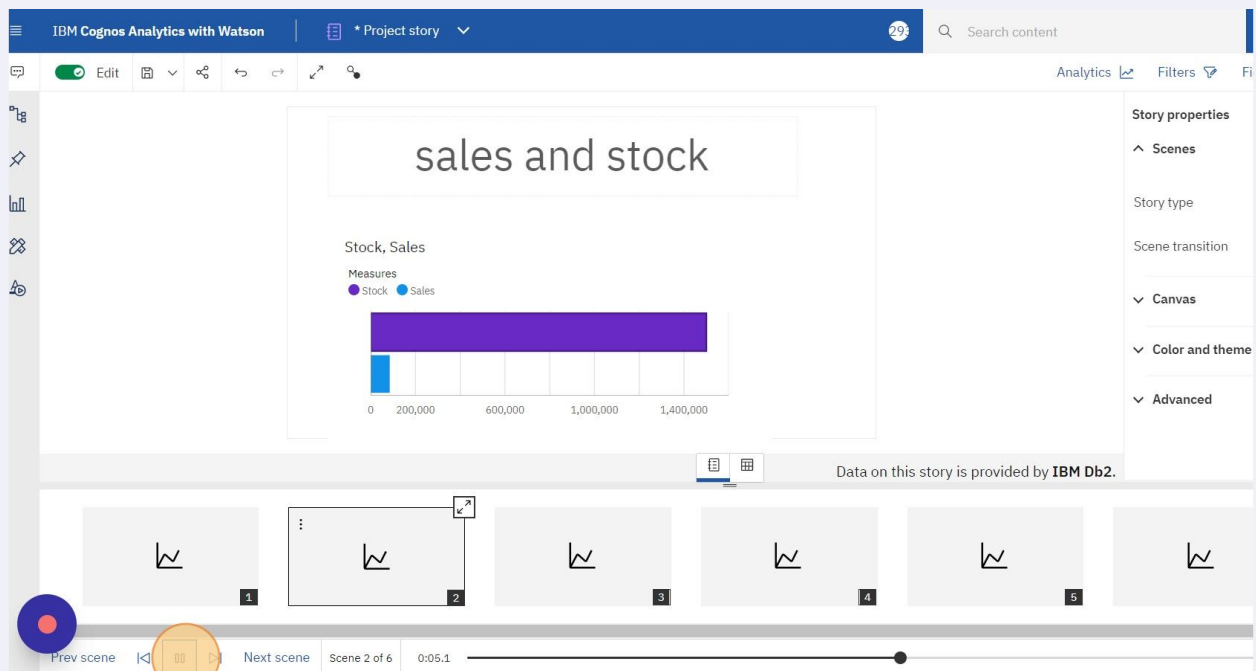 IBM Cognos Analytics with Watson
* Project story
293
Search content
Edit
Analytics
Filters
Fi
Story properties
Scenes
Story type
Scene transition
Canvas
Color and theme
Advanced
sales and stock
Stock, Sales
Measures
Stock Sales
0 200,000 600,000 1,000,000 1,400,000
Data on this story is provided by IBM Db2.
1 2 3 4 5
Prev scene Next scene Scene 2 of 6 0:05.1